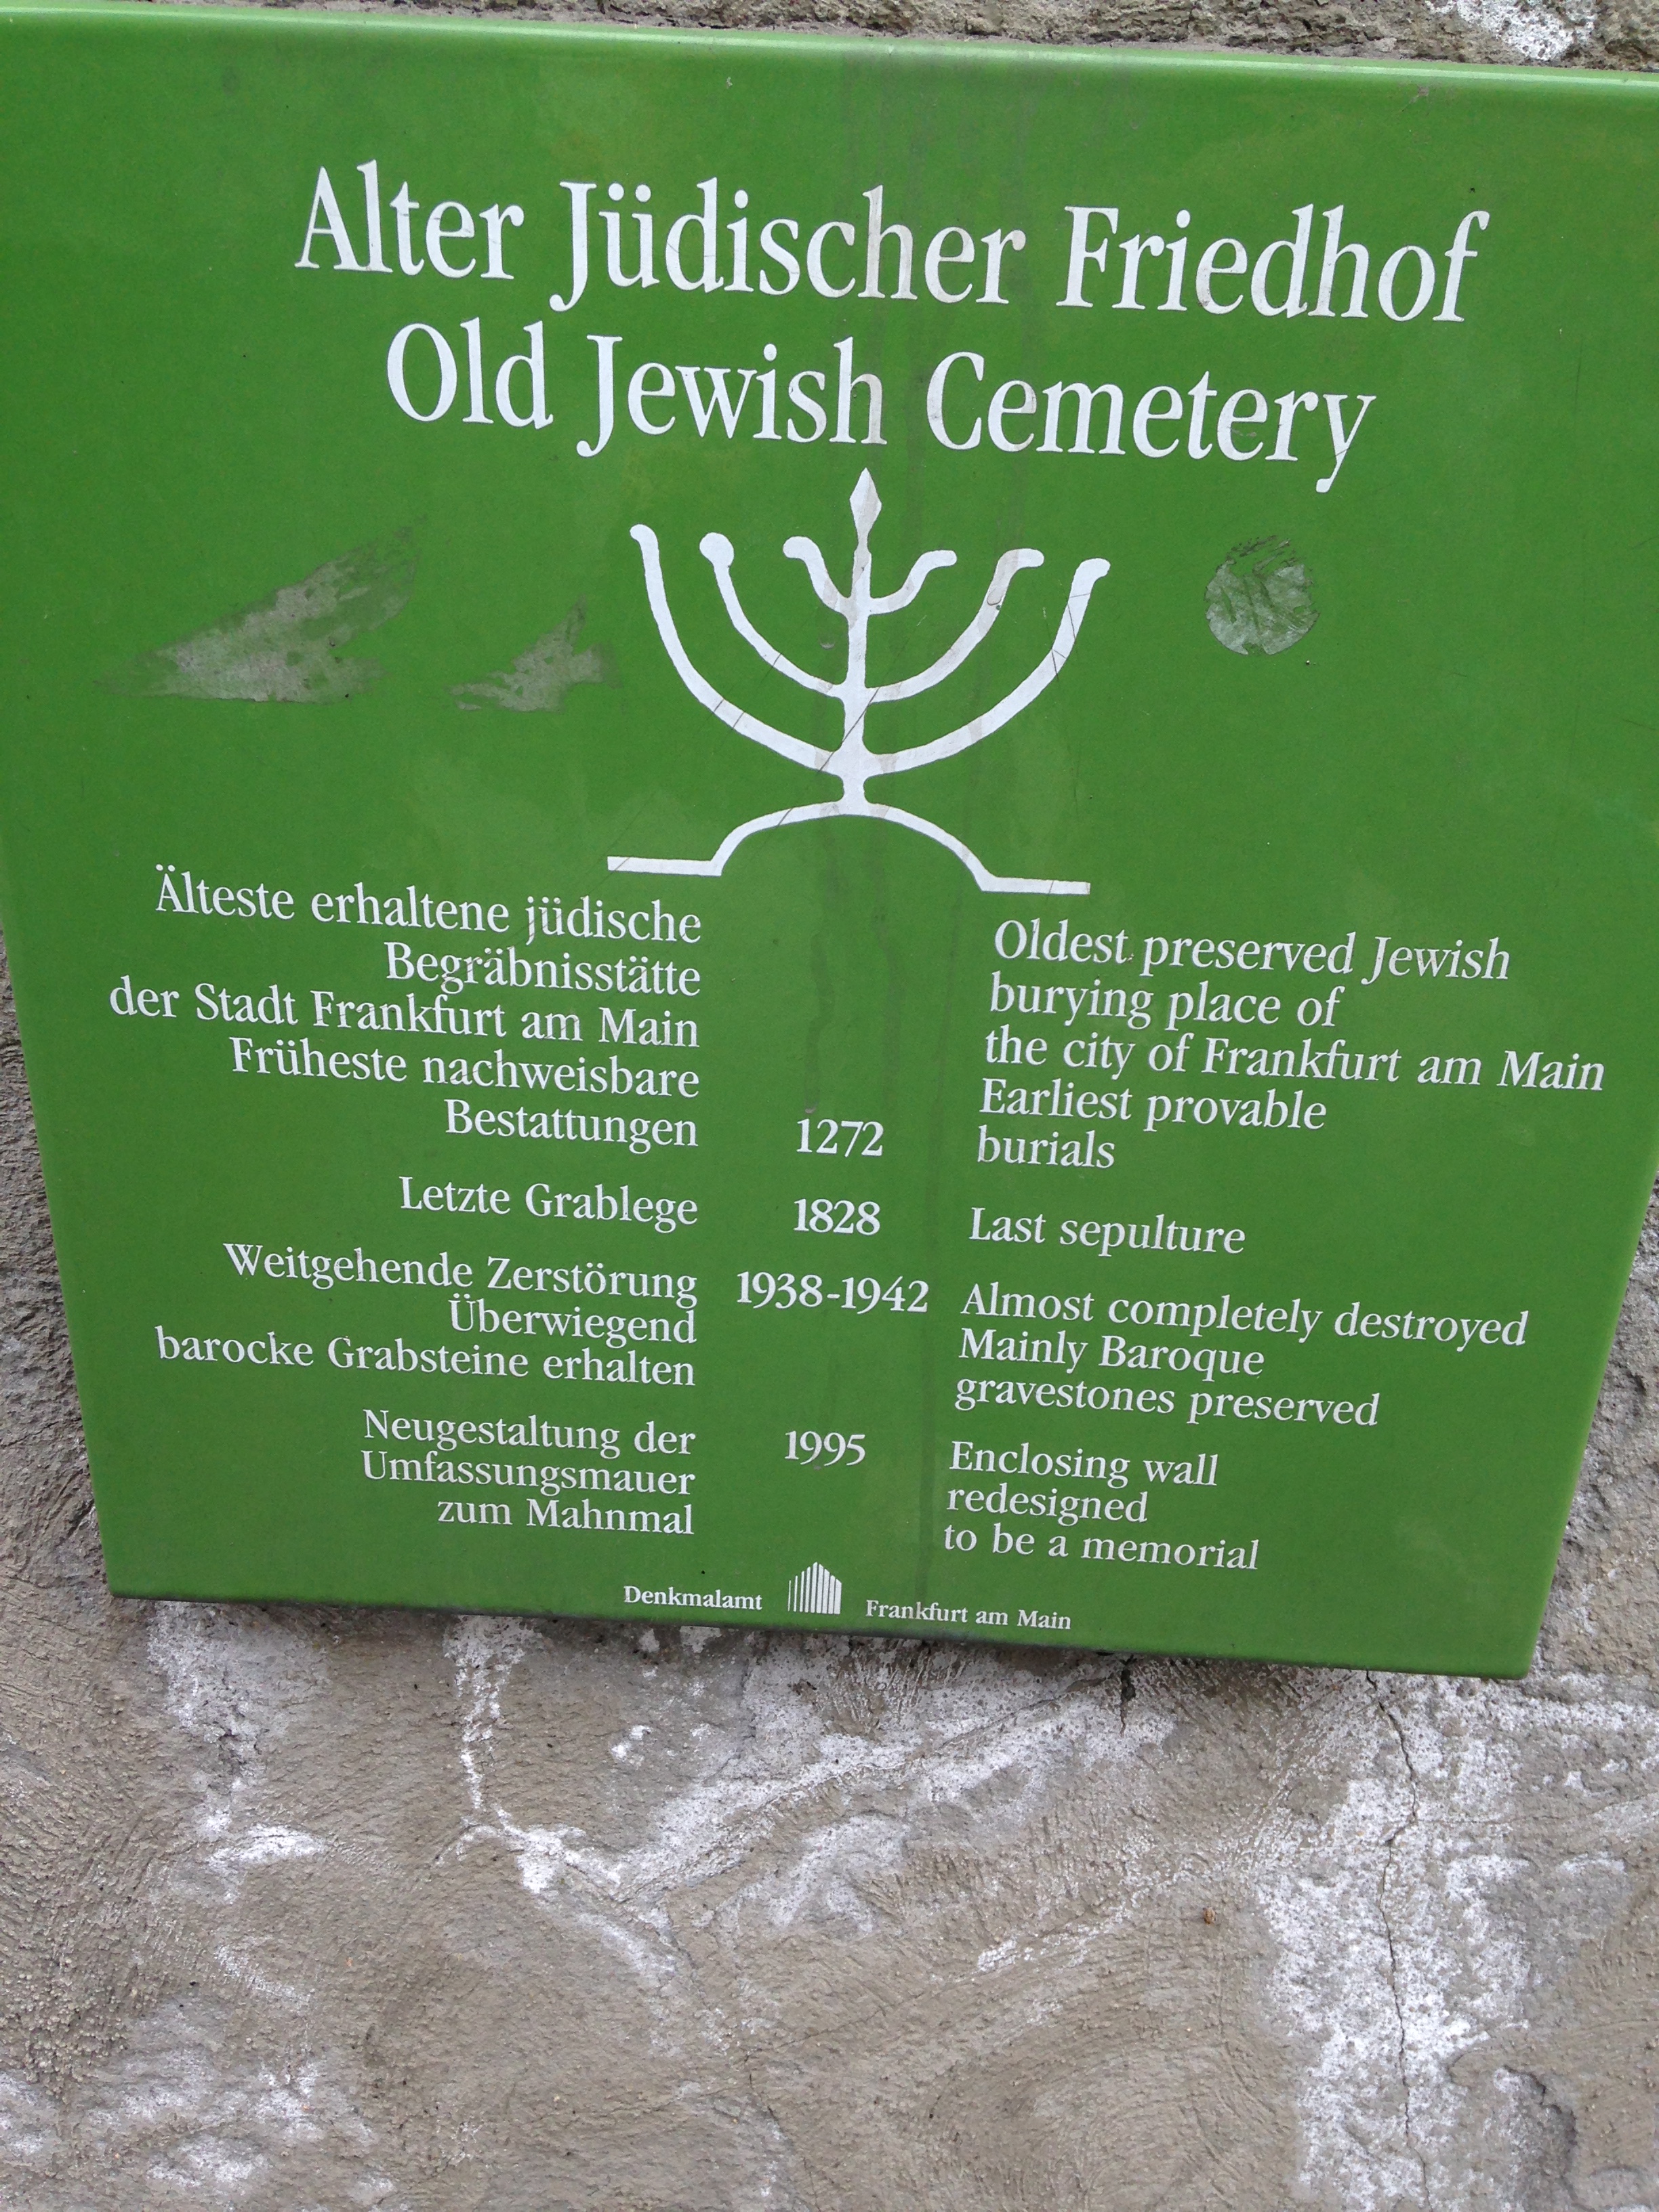 Alter Jüdischer Friedhof
Old Jewish Cemetery
Älteste erhaltene jüdische
Begräbnisstätte
der Stadt Frankfurt am Main
Früheste nachweisbare
Bestattungen
1272
Oldest preserved Jewish
burying place of
the city of Frankfurt am Main
Earliest provable
burials
Letzte Grablege
1828
Last sepulture
Weitgehende Zerstörung
Überwiegend
barocke Grabsteine erhalten
1938-1942
Almost completely destroyed
Mainly Baroque
gravestones preserved
Neugestaltung der
Umfassungsmauer
zum Mahnmal
1995
Enclosing wall
redesigned
to be a memorial
Denkmalamt Frankfurt am Main